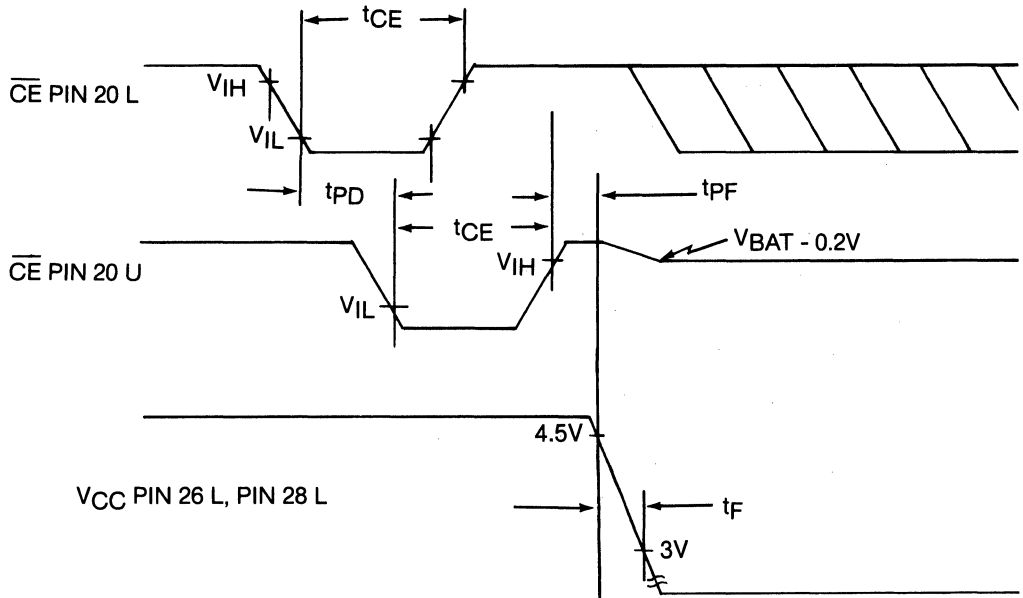 tCE
CE PIN 20 L
VIH
VIL
tPD
tPF
tCE
VBAT - 0.2V
CE PIN 20 U
VIH
VIL
4.5V
VCC PIN 26 L, PIN 28 L
tF
3V